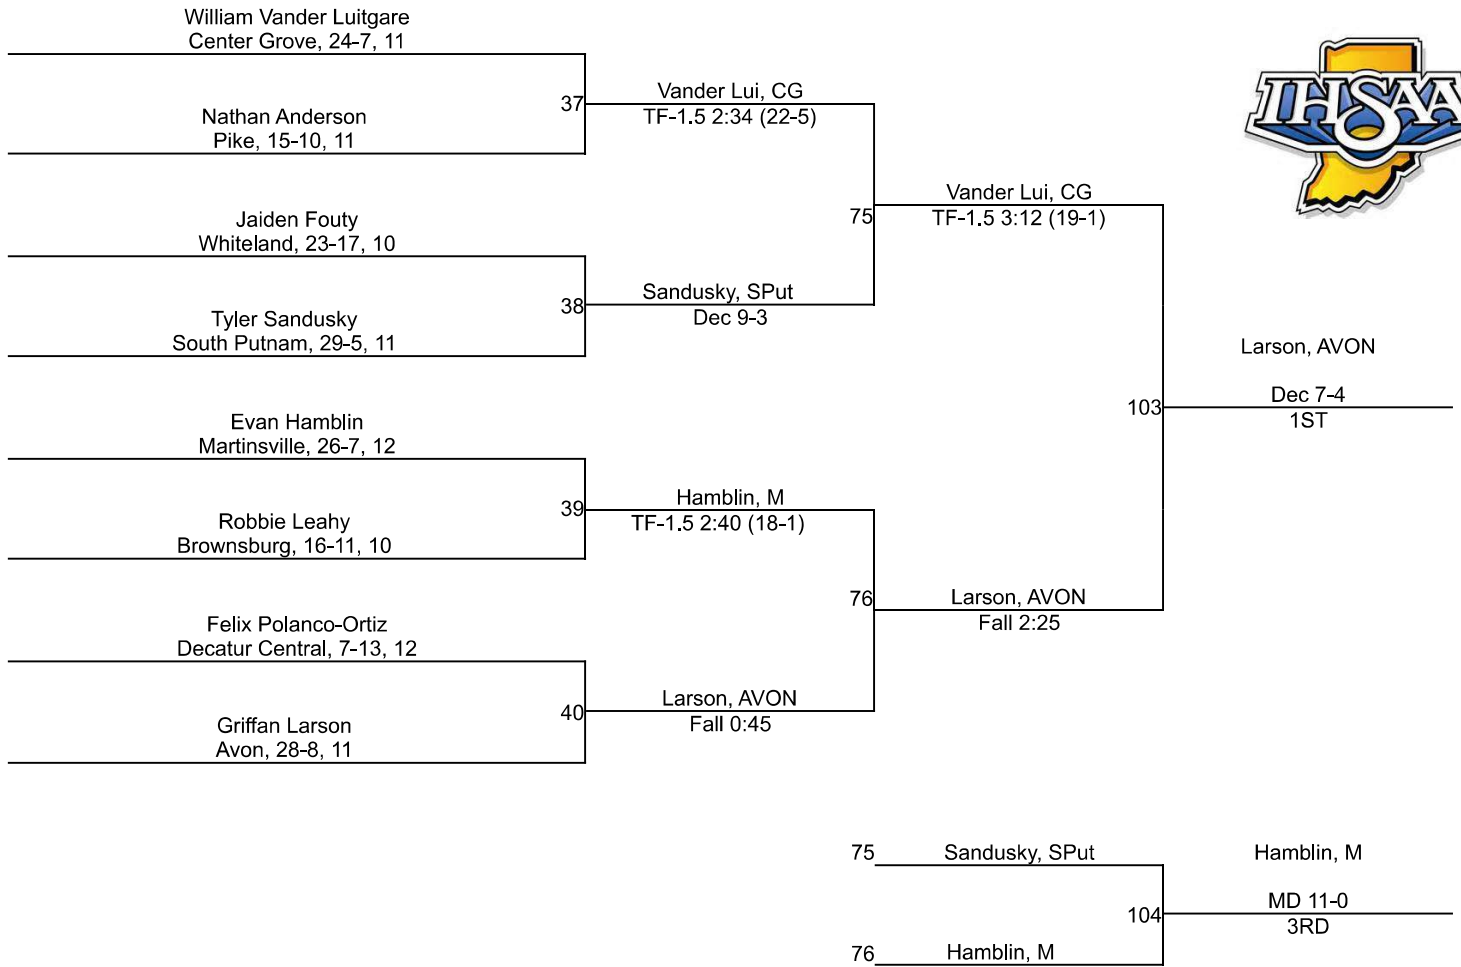 William Vander Luitgare
Center Grove, 24-7, 11
37
Vander Lui, CG
TF-1.5 2:34 (22-5)
Nathan Anderson
Pike, 15-10, 11
IHSAA
75
Vander Lui, CG
TF-1.5 3:12 (19-1)
Jaiden Fouty
Whiteland, 23-17, 10
38
Sandusky, SPut
Dec 9-3
Tyler Sandusky
South Putnam, 29-5, 11
103
Larson, AVON
Dec 7-4
1ST
Evan Hamblin
Martinsville, 26-7, 12
39
Hamblin, M
TF-1.5 2:40 (18-1)
Robbie Leahy
Brownsburg, 16-11, 10
76
Larson, AVON
Fall 2:25
Felix Polanco-Ortiz
Decatur Central, 7-13, 12
40
Larson, AVON
Fall 0:45
Griffan Larson
Avon, 28-8, 11
75
Sandusky, SPut
104
Hamblin, M
MD 11-0
3RD
76
Hamblin, M